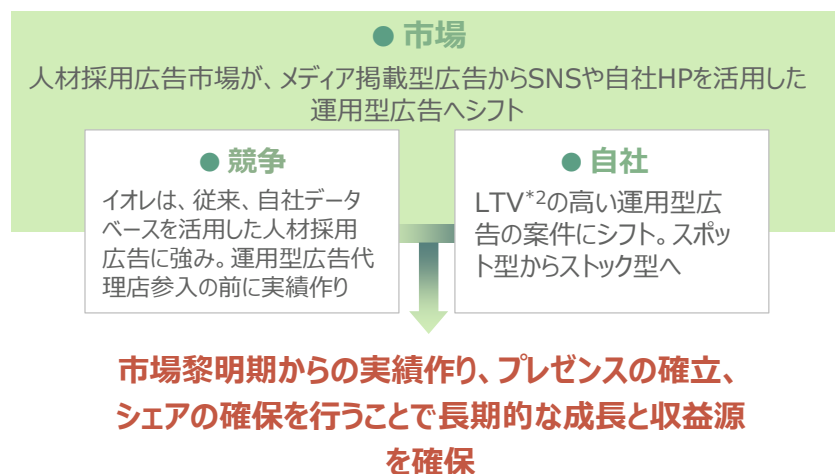 ● 市場
人材採用広告市場が、メディア掲載型広告からSNSや自社HPを活用した
運用型広告へシフト
● 競争
イオレは、従来、自社データ
ベースを活用した人材採用
広告に強み。運用型広告代
理店参入の前に実績作り
● 自社
LTV*2の高い運用型広
告の案件にシフト。スポッ
ト型からストック型へ
市場黎明期からの実績作り、プレゼンスの確立、
シェアの確保を行うことで長期的な成長と収益源
を確保